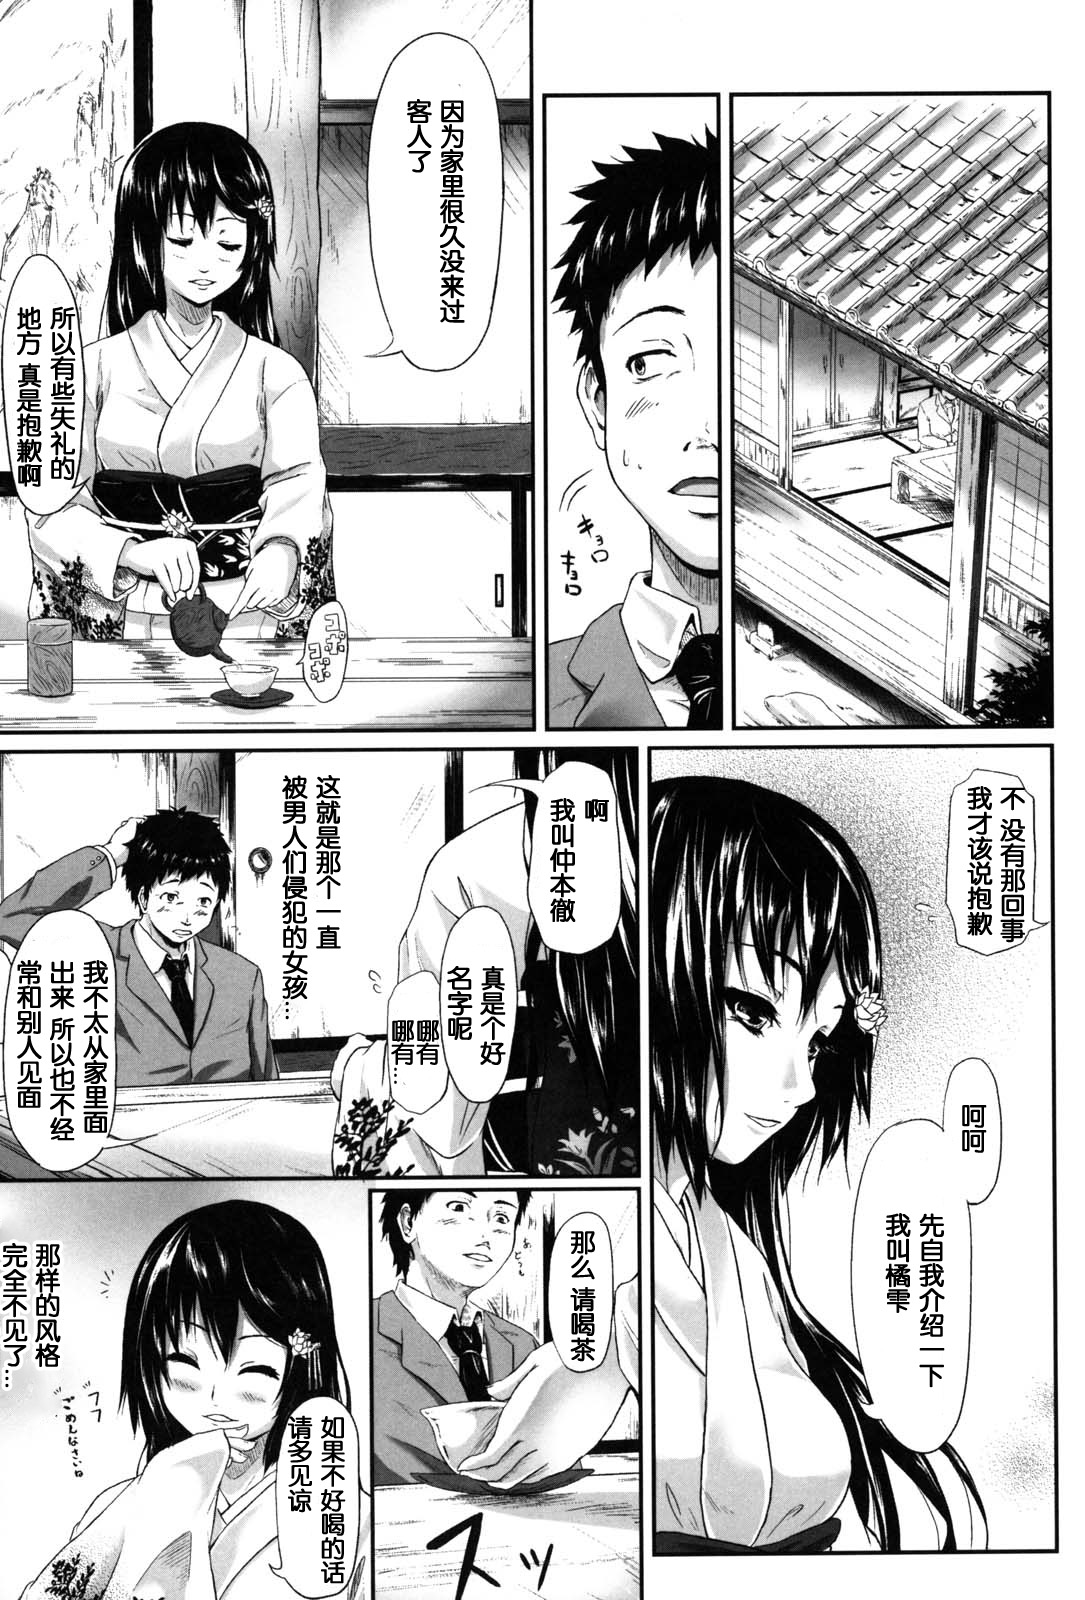 キョロ
キョロ
因为家里很久没来过
客人了
所以有些失礼的
地方 真是抱歉啊
コポ
コポ
不 没有那回事
我才该说抱歉
呵呵
先自我介绍一下
我叫橘雫
啊
我叫仲本徹
真是个好
名字呢
哪有
哪有…
这就是那个一直
被男人们侵犯的女孩…
我不太从家里面
出来 所以也不经
常和别人见面
那么 请喝茶
スッ
如果不好喝的话
请多见谅
フフ
ごめんなさいね
那样的风格
完全不见了…